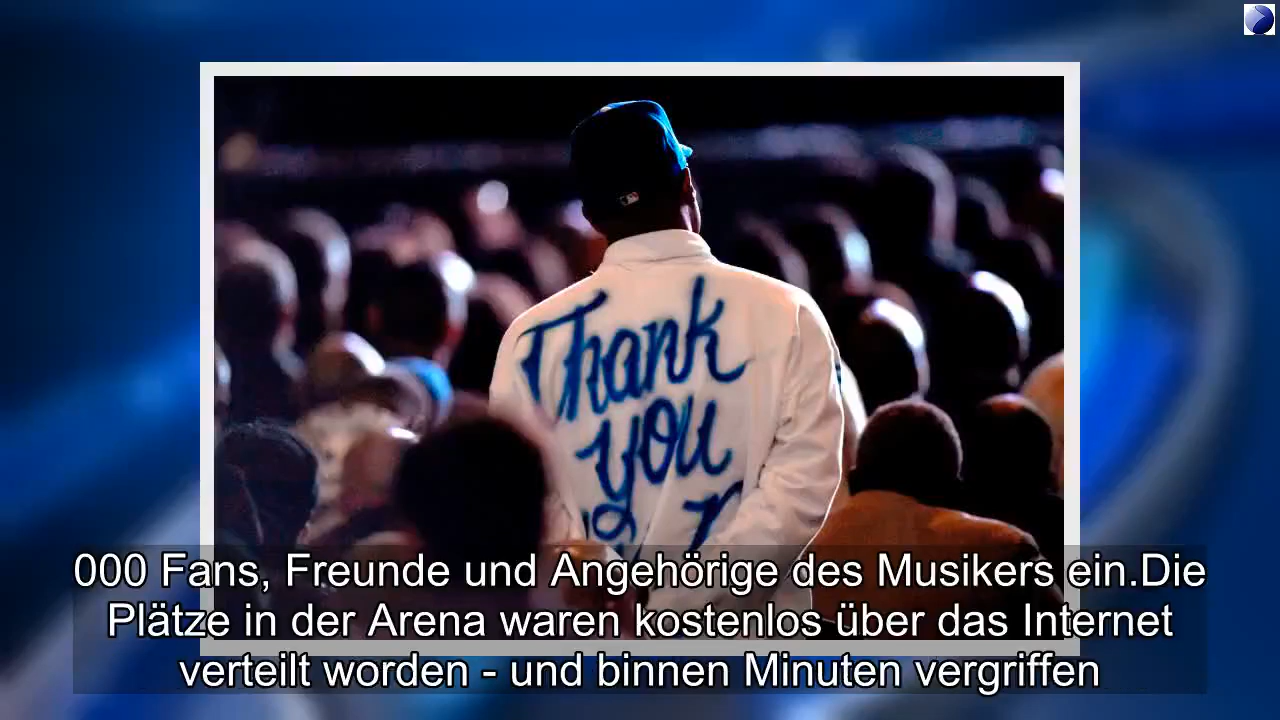 Thank
you
000 Fans, Freunde und Angehörige des Musikers ein.Die
Plätze in der Arena waren kostenlos über das Internet
verteilt worden - und binnen Minuten vergriffen